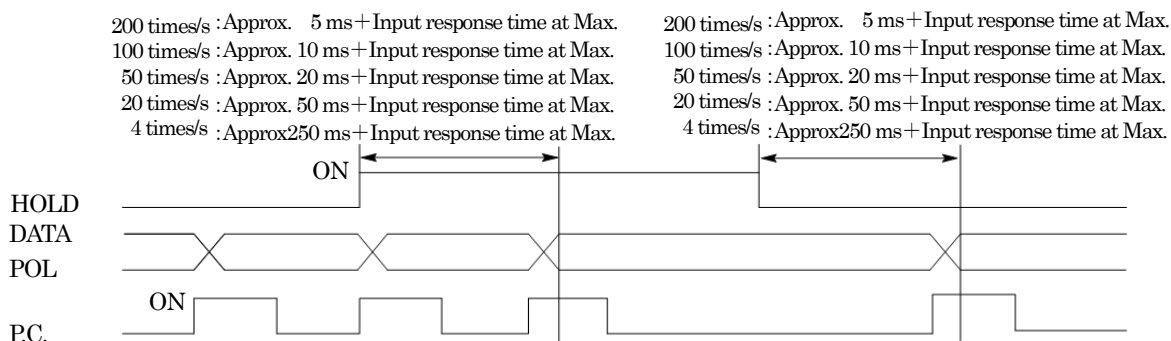 200 times/s :Approx. 5 ms+Input response time at Max.
100 times/s :Approx. 10 ms+Input response time at Max.
50 times/s :Approx. 20 ms+Input response time at Max.
20 times/s :Approx. 50 ms+Input response time at Max.
4 times/s :Approx250 ms+Input response time at Max.
200 times/s :Approx. 5 ms+Input response time at Max.
100 times/s :Approx. 10 ms+Input response time at Max.
50 times/s :Approx. 20 ms+Input response time at Max.
20 times/s :Approx. 50 ms+Input response time at Max.
4 times/s :Approx250 ms+Input response time at Max.
ON
HOLD
DATA
POL
ON
P.C.